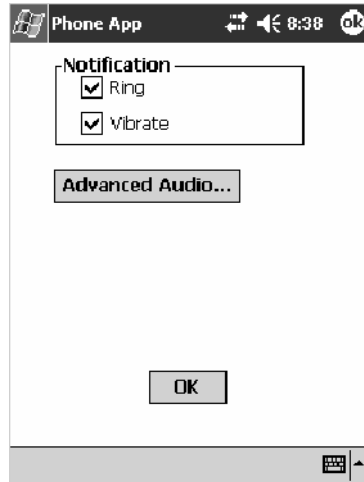 Phone App 8:38 ok
Notification
Ring
Vibrate
Advanced Audio...
OK